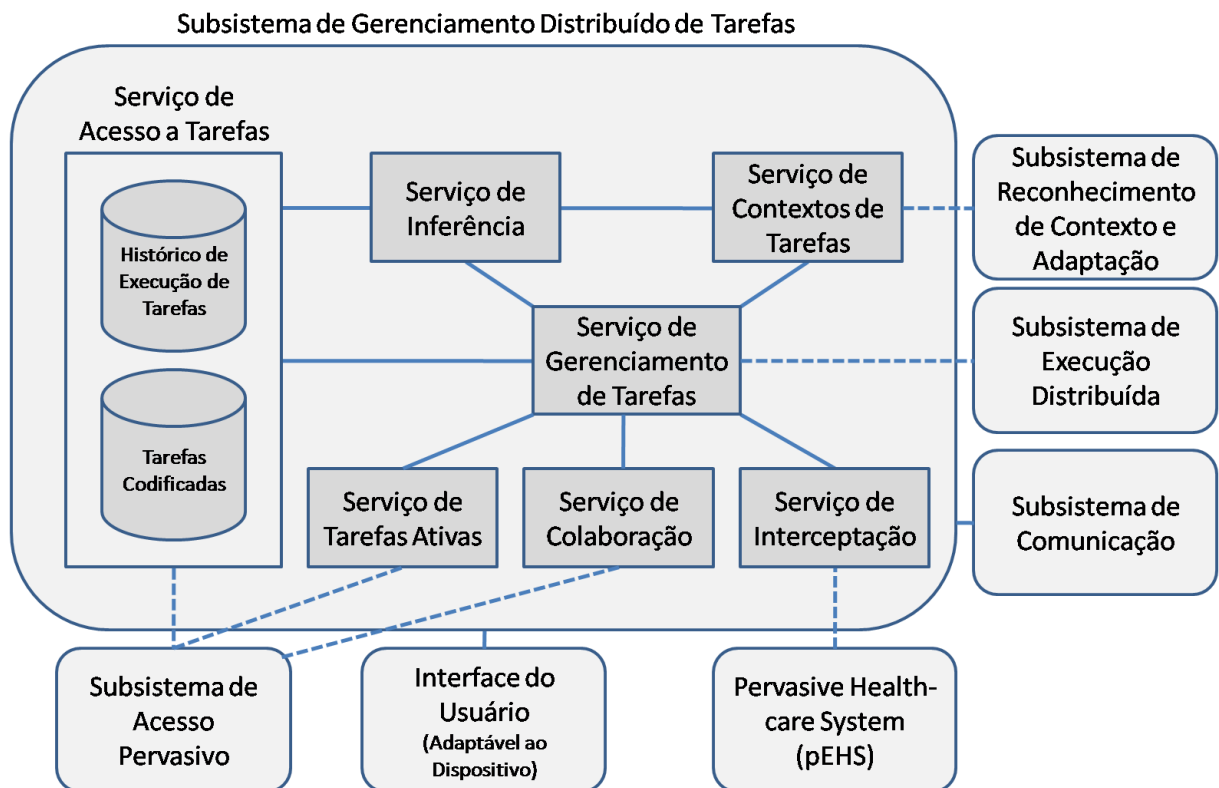 Subsistema de Gerenciamento Distribuído de Tarefas
Serviço de
Acesso a Tarefas
Histórico de
Execução de
Tarefas
Tarefas
Codificadas
Serviço de
Inferência
Serviço de
Contextos de
Tarefas
Serviço de
Gerenciamento
de Tarefas
Serviço de
Tarefas Ativas
Serviço de
Colaboração
Serviço de
Interceptação
Subsistema de
Reconhecimento
de Contexto e
Adaptação
Subsistema de
Execução
Distribuída
Subsistema de
Comunicação
Subsistema de
Acesso
Pervasivo
Interface do
Usuário
(Adaptável ao
Dispositivo)
Pervasive Health-
care System
(pEHS)